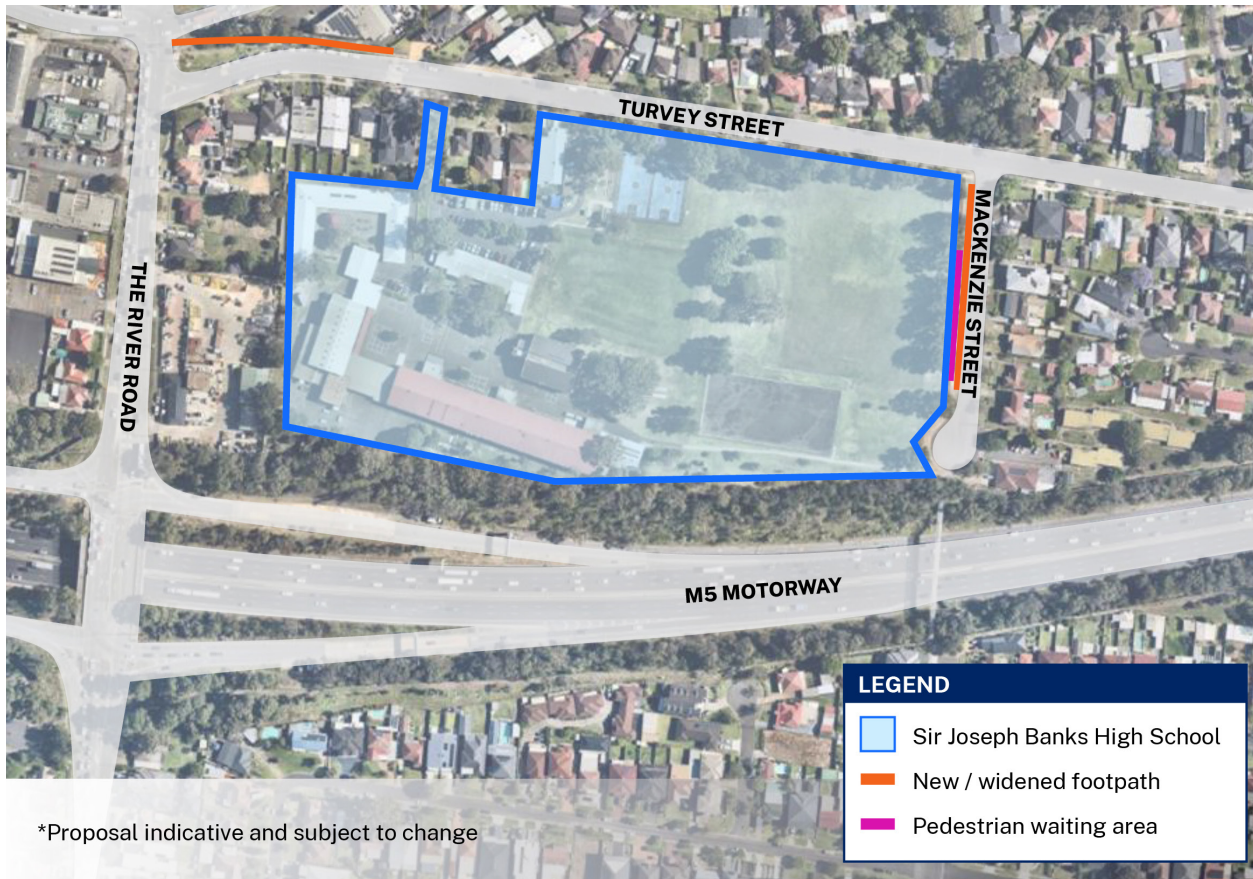 TURVEY STREET
MACKENZIE STREET
THE RIVER ROAD
M5 MOTORWAY
LEGEND
Sir Joseph Banks High School
New / widened footpath
Pedestrian waiting area
*Proposal indicative and subject to change